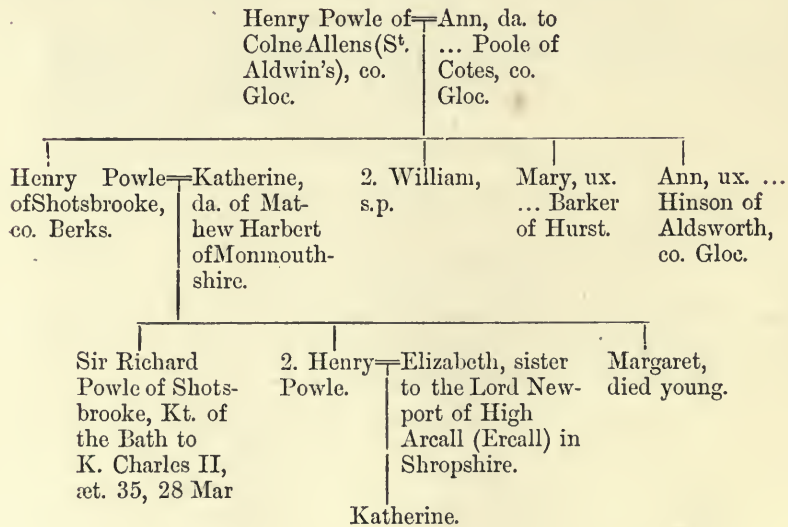 Henry Powle of
Colne Allens (St.
Aldwin's), co.
Gloc.
Ann, da. to
... Poole of
Cotes, co.
Gloc.
Henry Powle
of Shotsbrooke,
co. Berks.
Katherine,
da. of Mat-
hew Harbert
of Monmouth-
shire.
2. William,
s.p.
Mary, ux.
... Barker
of Hurst.
Ann, ux. ...
Hinson of
Aldsworth,
co. Gloc.
Sir Richard
Powle of Shots-
brooke, Kt. of
the Bath to
K. Charles II,
æt. 35, 28 Mar
2. Henry
Powle.
Elizabeth, sister
to the Lord New-
port of High
Arcall (Ercall) in
Shropshire.
Margaret,
died young.
Katherine.